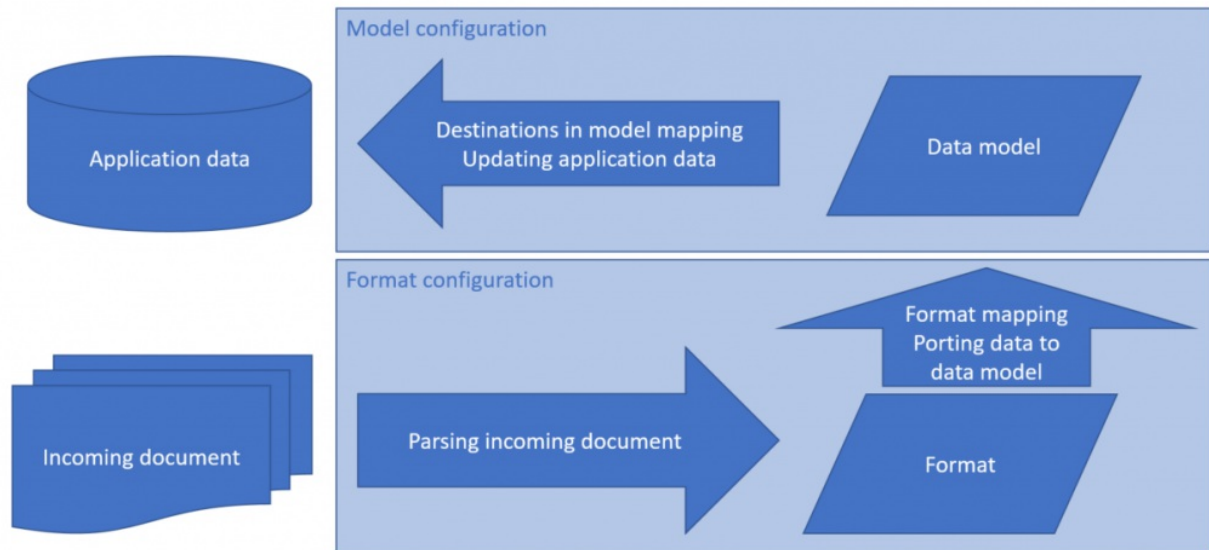 Model configuration
Application data
Destinations in model mapping
Updating application data
Data model
Format configuration
Format mapping
Porting data to
data model
Incoming document
Parsing incoming document
Format